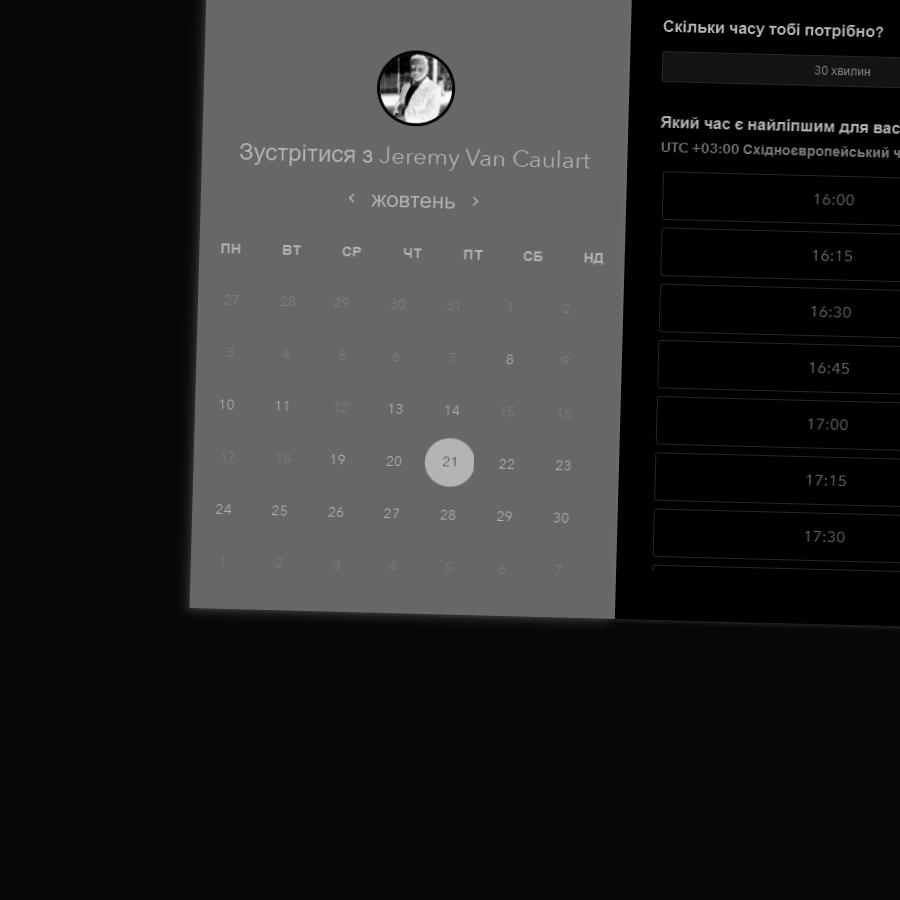 Зустрітися з Jeremy Van Caulart
< жовтень >
ПН ВТ СР ЧТ ПТ СБ НД
27 28 29 30 31 1 2
3 4 5 6 7 8 9
10 11 12 13 14 15 16
17 18 19 20 21 22 23
24 25 26 27 28 29 30
1 2 3 4 5 6 7
Скільки часу тобі потрібно?
30 хвилин
Який час є найліпшим для вас
UTC +03:00 Східноєвропейський ч
16:00
16:15
16:30
16:45
17:00
17:15
17:30